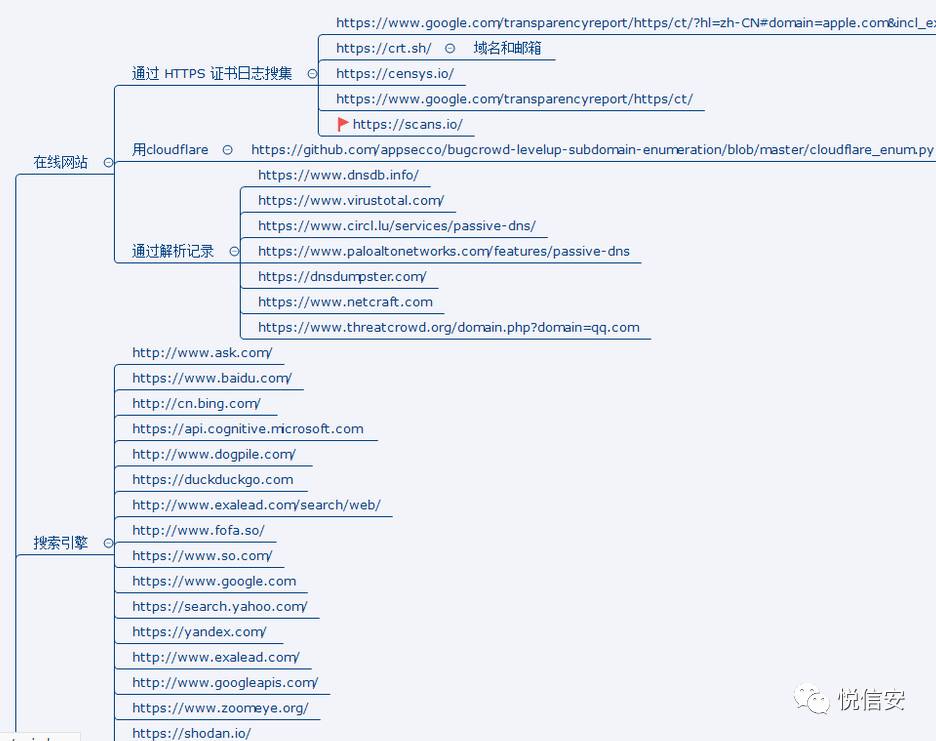 https://www.google.com/transparencyreport/https/ct/?hl=zh-CN#domain=apple.com&incl_ex
https://crt.sh/ 域名和邮箱
通过 HTTPS 证书日志搜集
https://censys.io/
https://www.google.com/transparencyreport/https/ct/
https://scans.io/
在线网站
用cloudflare
https://github.com/appsecco/bugcrowd-levelup-subdomain-enumeration/blob/master/cloudflare_enum.py
https://www.dnsdb.info/
https://www.virustotal.com/
https://www.circl.lu/services/passive-dns/
通过解析记录
https://www.paloaltonetworks.com/features/passive-dns
https://dnsdumpster.com/
https://www.netcraft.com
https://www.threatcrowd.org/domain.php?domain=qq.com
http://www.ask.com/
https://www.baidu.com/
http://cn.bing.com/
https://api.cognitive.microsoft.com
http://www.dogpile.com/
https://duckduckgo.com
http://www.exalead.com/search/web/
http://www.fofa.so/
搜索引擎
https://www.so.com/
https://www.google.com
https://search.yahoo.com/
https://yandex.com/
http://www.exalead.com/
http://www.googleapis.com/
https://www.zoomeye.org/
https://shodan.io/
悦信安